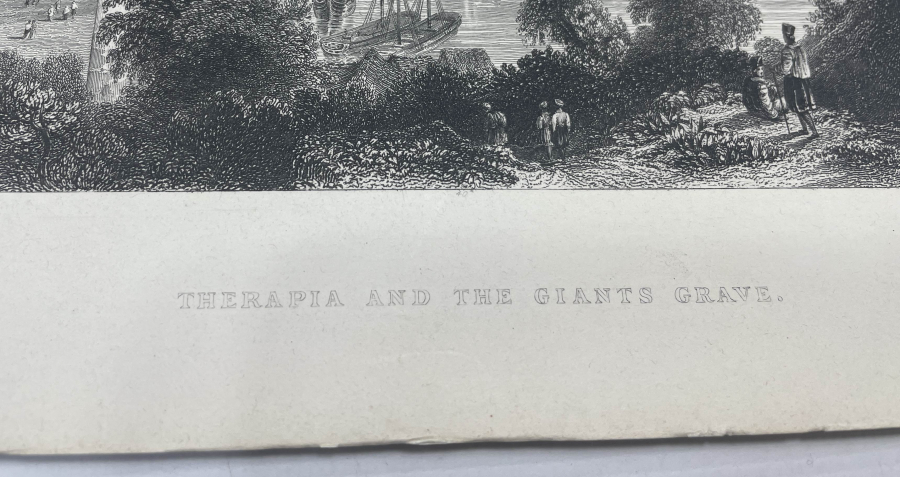 THERAPIA AND THE GIANTS GRAVE.